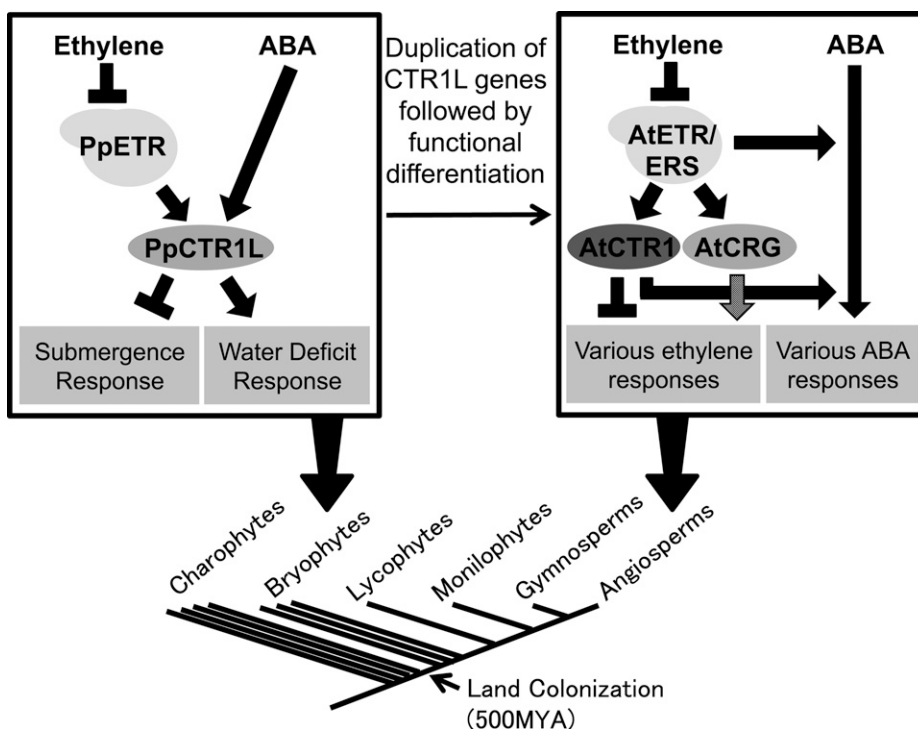 Ethylene
ABA
PpETR
PpCTR1L
Submergence
Response
Water Deficit
Response
Duplication of
CTR1L genes
followed by
functional
differentiation
Ethylene
ABA
AtETR/
ERS
AtCTR1
AtCRG
Various ethylene
responses
Various ABA
responses
Charophytes
Bryophytes
Lycophytes
Monilophytes
Gymnosperms
Angiosperms
Land Colonization
(500MYA)